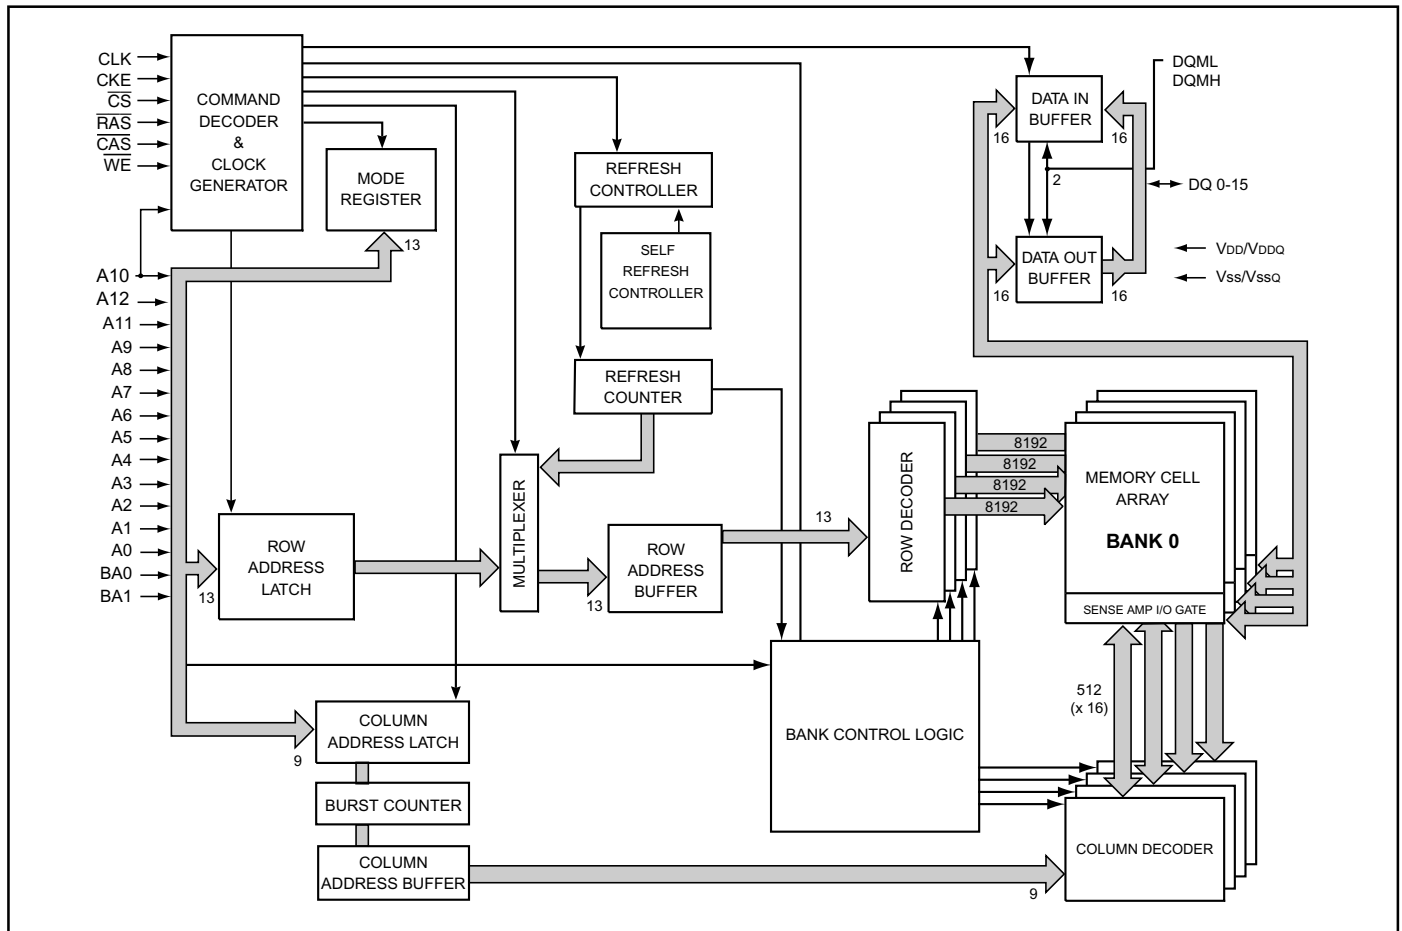 CLK
CKE
CS
RAS
CAS
WE
COMMAND
DECODER
&
CLOCK
GENERATOR
MODE
REGISTER
13
REFRESH
CONTROLLER
SELF
REFRESH
CONTROLLER
REFRESH
COUNTER
DATA IN
BUFFER
16
16
2
DATA OUT
BUFFER
16
16
DQML
DQMH
DQ 0-15
VDD/VDDQ
Vss/VssQ
A10
A12
A11
A9
A8
A7
A6
A5
A4
A3
A2
A1
A0
BA0
BA1
13
ROW
ADDRESS
LATCH
MULTIPLEXER
13
ROW
ADDRESS
BUFFER
13
ROW DECODER
8192
8192
8192
8192
MEMORY CELL
ARRAY
BANK 0
SENSE AMP I/O GATE
512
(x 16)
BANK CONTROL LOGIC
9
COLUMN
ADDRESS LATCH
BURST COUNTER
COLUMN
ADDRESS BUFFER
9
COLUMN DECODER